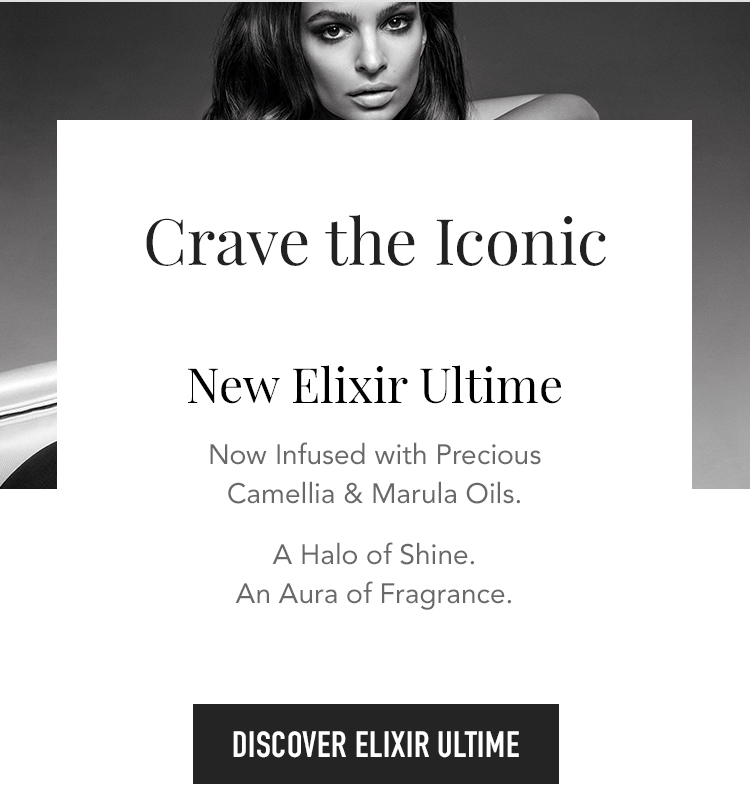 Crave the Iconic
New Elixir Ultime
Now Infused with Precious
Camellia & Marula Oils.
A Halo of Shine.
An Aura of Fragrance.
DISCOVER ELIXIR ULTIME